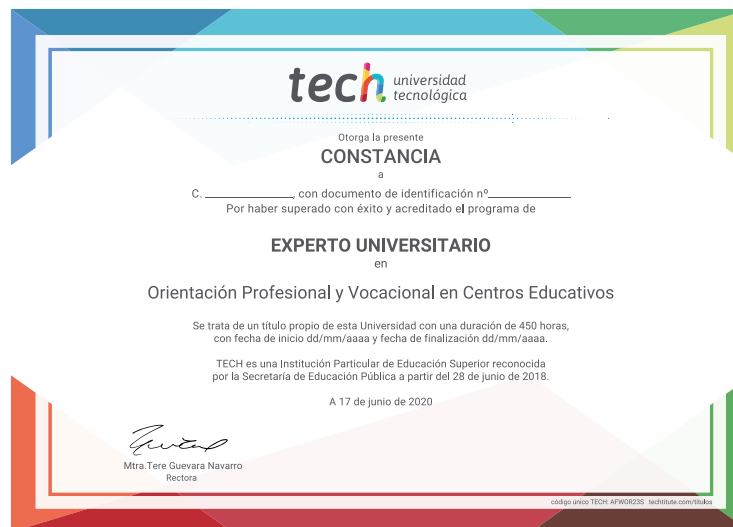 tech universidad
tecnológica
Otorga la presente
CONSTANCIA
a
C. ________________, con documento de identificación nº________________
Por haber superado con éxito y acreditado el programa de
EXPERTO UNIVERSITARIO
en
Orientación Profesional y Vocacional en Centros Educativos
Se trata de un título propio de esta Universidad con una duración de 450 horas,
con fecha de inicio dd/mm/aaaa y fecha de finalización dd/mm/aaaa.
TECH es una Institución Particular de Educación Superior reconocida
por la Secretaría de Educación Pública a partir del 28 de junio de 2018.
A 17 de junio de 2020
Mtra.Tere Guevara Navarro
Rectora
código único TECH: AFWOR23S techtitute.com/titulos